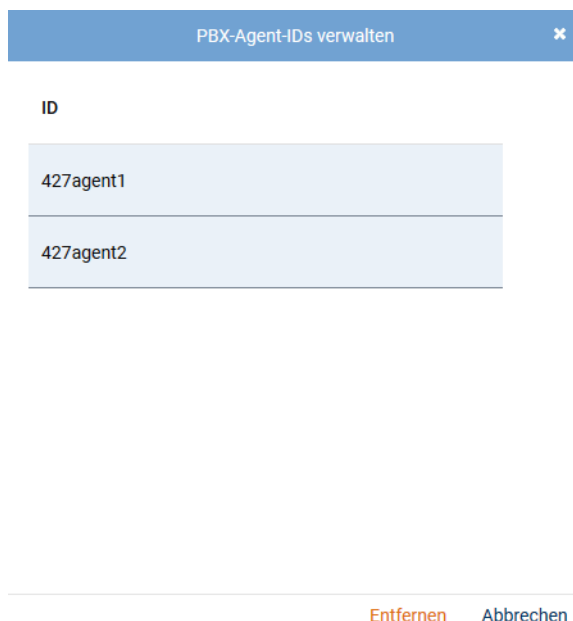 PBX-Agent-IDs verwalten
ID
427agent1
427agent2
Entfernen Abbrechen